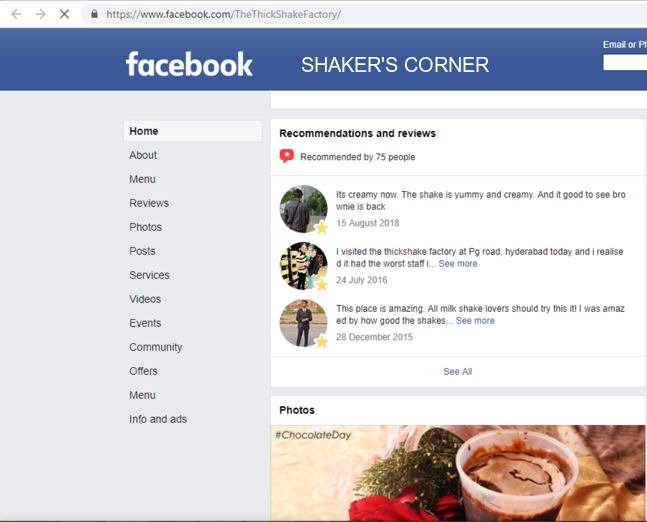 https://www.facebook.com/TheThickShakeFactory/
Email or Ph
facebook
SHAKER'S CORNER
Home
About
Menu
Reviews
Photos
Posts
Services
Videos
Events
Community
Offers
Menu
Info and ads
Recommendations and reviews
Recommended by 75 people
Its creamy now. The shake is yummy and creamy. And it good to see bro
wnie is back
15 August 2018
I visited the thickshake factory at Pg road, hyderabad today and i realise
d it had the worst staff i... See more
24 July 2016
This place is amazing. All milk shake lovers should try this it! I was amaz
ed by how good the shakes... See more
28 December 2015
See All
Photos
#ChocolateDay